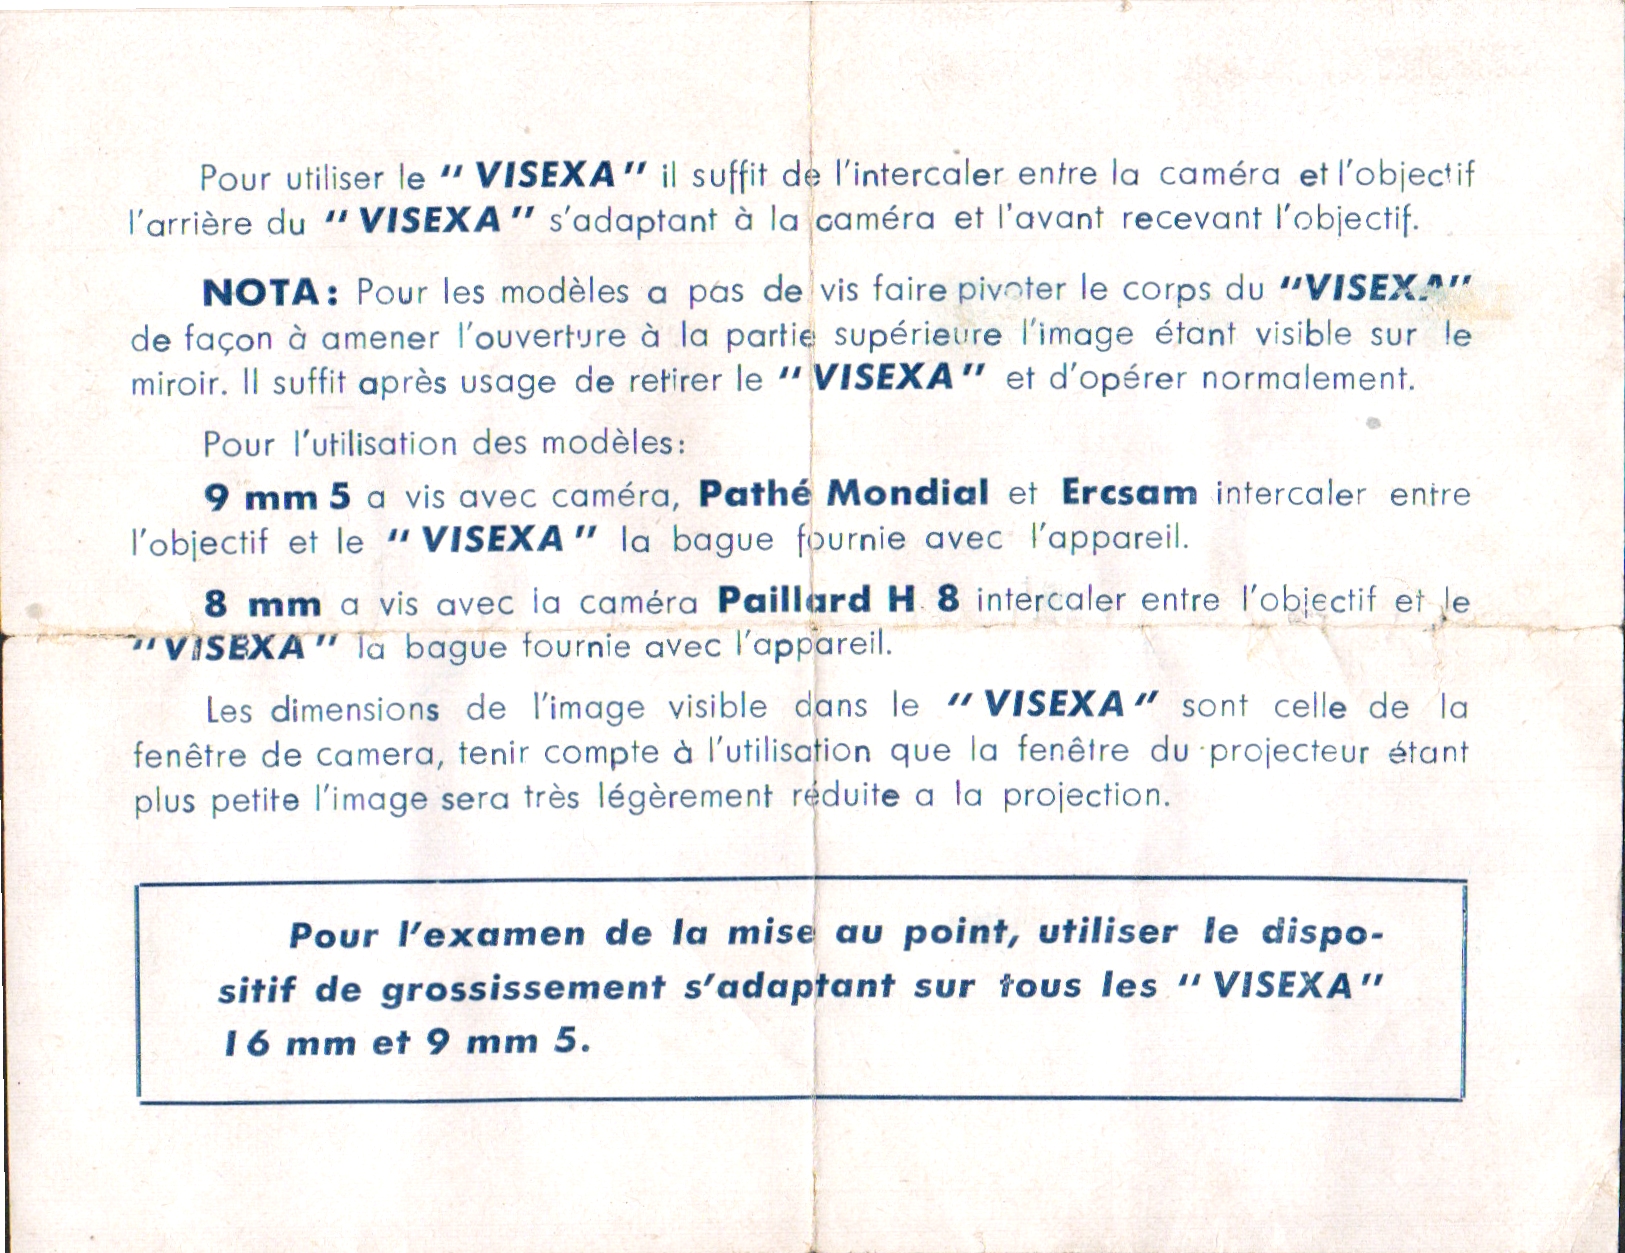 Pour utiliser le " VISEXA " il suffit de l'intercaler entre la caméra et l'objectif
l'arrière du " VISEXA " s'adaptant à la caméra et l'avant recevant l'objectif.
NOTA : Pour les modèles a pas de vis faire pivoter le corps du "VISEXA"
de façon à amener l'ouverture à la partie supérieure l'image étant visible sur le
miroir. Il suffit après usage de retirer le " VISEXA " et d'opérer normalement.
Pour l'utilisation des modèles :
9 mm 5 a vis avec caméra, Pathé Mondial et Ercsam intercaler entre
l'objectif et le " VISEXA " la bague fournie avec l'appareil.
8 mm a vis avec la caméra Paillard H 8 intercaler entre l'objectif et le
"VISEXA " la bague fournie avec l'appareil.
Les dimensions de l'image visible dans le " VISEXA " sont celle de la
fenêtre de camera, tenir compte à l'utilisation que la fenêtre du projecteur étant
plus petite l'image sera très légèrement réduite a la projection.
Pour l'examen de la mise au point, utiliser le dispo-
sitif de grossissement s'adaptant sur tous les " VISEXA "
16 mm et 9 mm 5.